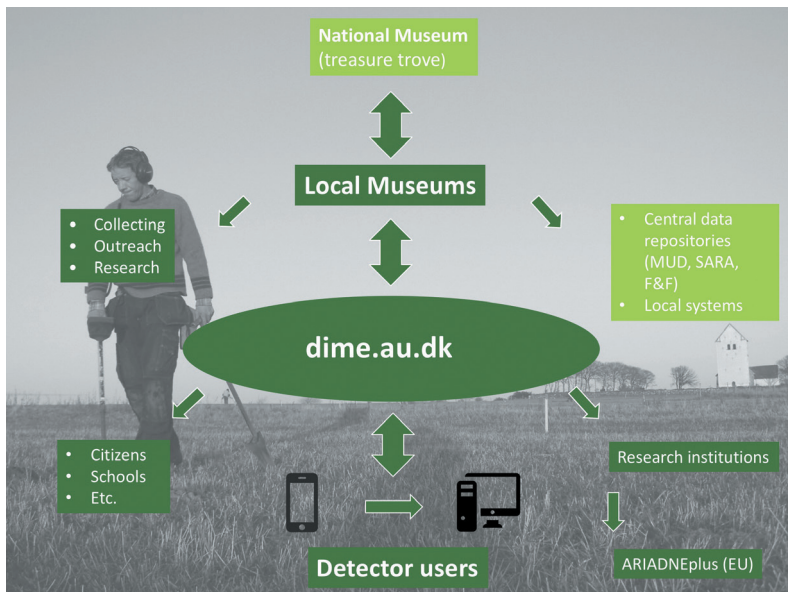 National Museum
(treasure trove)
Local Museums
• Collecting
• Outreach
• Research
• Central data
repositories
(MUD, SARA,
F&F)
• Local systems
dime.au.dk
• Citizens
• Schools
• Etc.
Research institutions
Detector users
ARIADNEplus (EU)